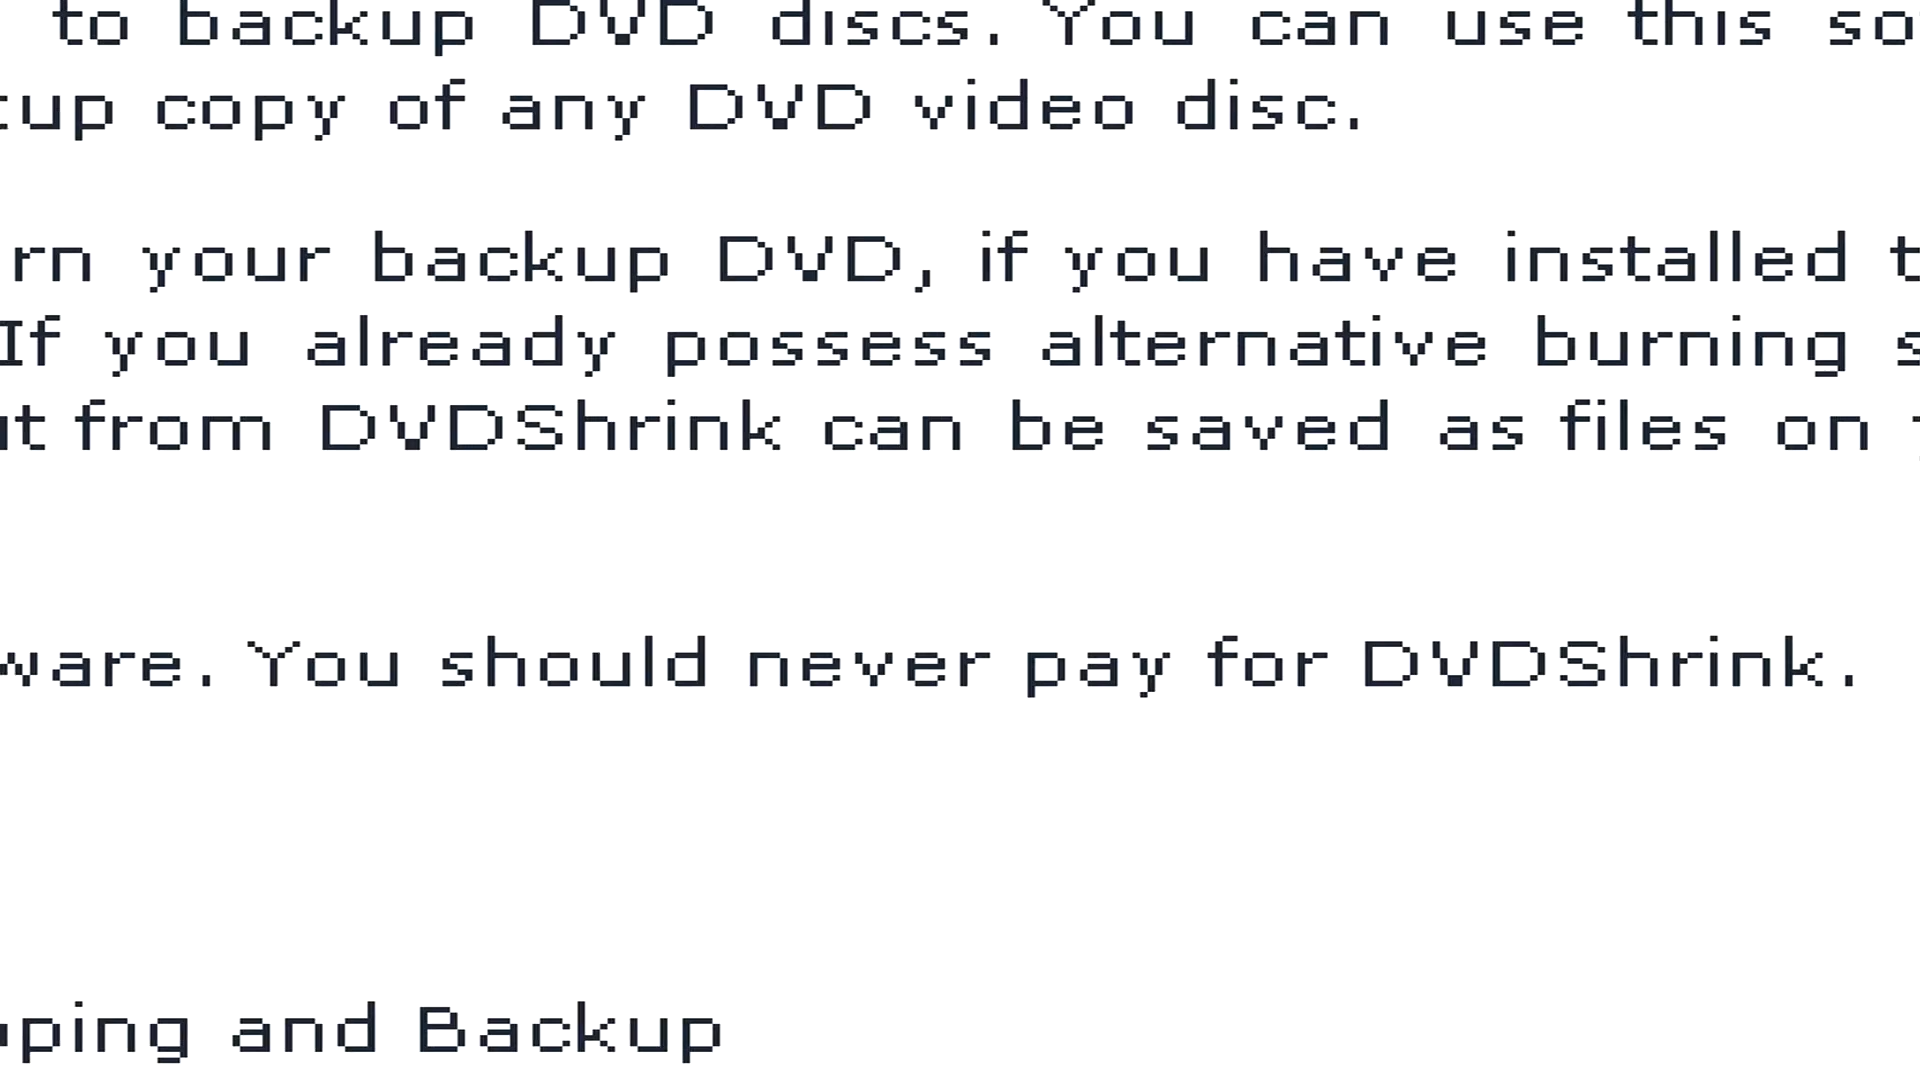 to backup DVD discs. You can use this so
up copy of any DVD video disc.
rn your backup DVD, if you have installed t
If you already possess alternative burning s
ut from DVDShrink can be saved as files on
ware. You should never pay for DVDShrink.
ping and Backup